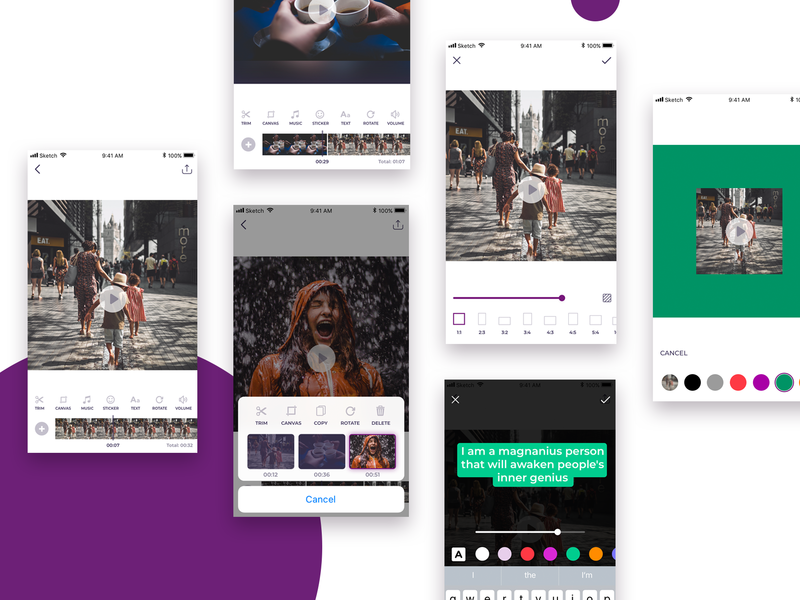 Sketch 9:41 AM 100%
EAT
more
TRIM CANVAS MUSIC STICKER TEXT ROTATE VOLUME
00:07 Total: 00:32
TRIM CANVAS MUSIC STICKER TEXT ROTATE VOLUME
00:29 Total: 01:07
Sketch 9:41 AM 100%
TRIM CANVAS COPY ROTATE DELETE
00:12 00:36 00:51
Cancel
Sketch 9:41 AM 100%
EAT
more
1:1 2:3 3:2 3:4 4:3 4:5 5:4
Sketch 9:41 AM 100%
I am a magnanius person
that will awaken people's
inner genius
A
I the I'm
q w e r t y u i o p
Sketch 9:41 AM
CANCEL